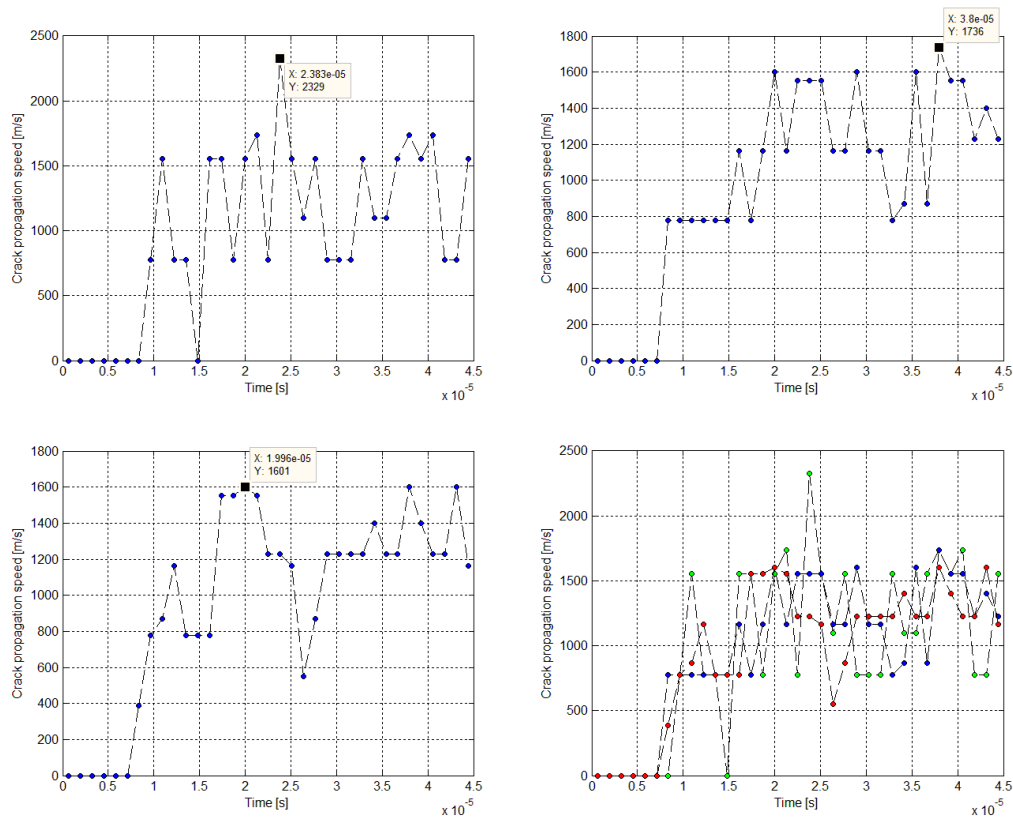 X: 3.8e-05
Y: 1736
2500
2000
1500
1000
500
0
Crack propagation speed [m/s]
X: 2.383e-05
Y: 2329
0 0.5 1 1.5 2 2.5 3 3.5 4 4.5
Time [s]
x 10^-5
1800
1600
1400
1200
1000
800
600
400
200
0
Crack propagation speed [m/s]
0 0.5 1 1.5 2 2.5 3 3.5 4 4.5
Time [s]
x 10^-5
1800
1600
1400
1200
1000
800
600
400
200
0
Crack propagation speed [m/s]
X: 1.996e-05
Y: 1601
0 0.5 1 1.5 2 2.5 3 3.5 4 4.5
Time [s]
x 10^-5
2500
2000
1500
1000
500
0
Crack propagation speed [m/s]
0 0.5 1 1.5 2 2.5 3 3.5 4 4.5
Time [s]
x 10^-5